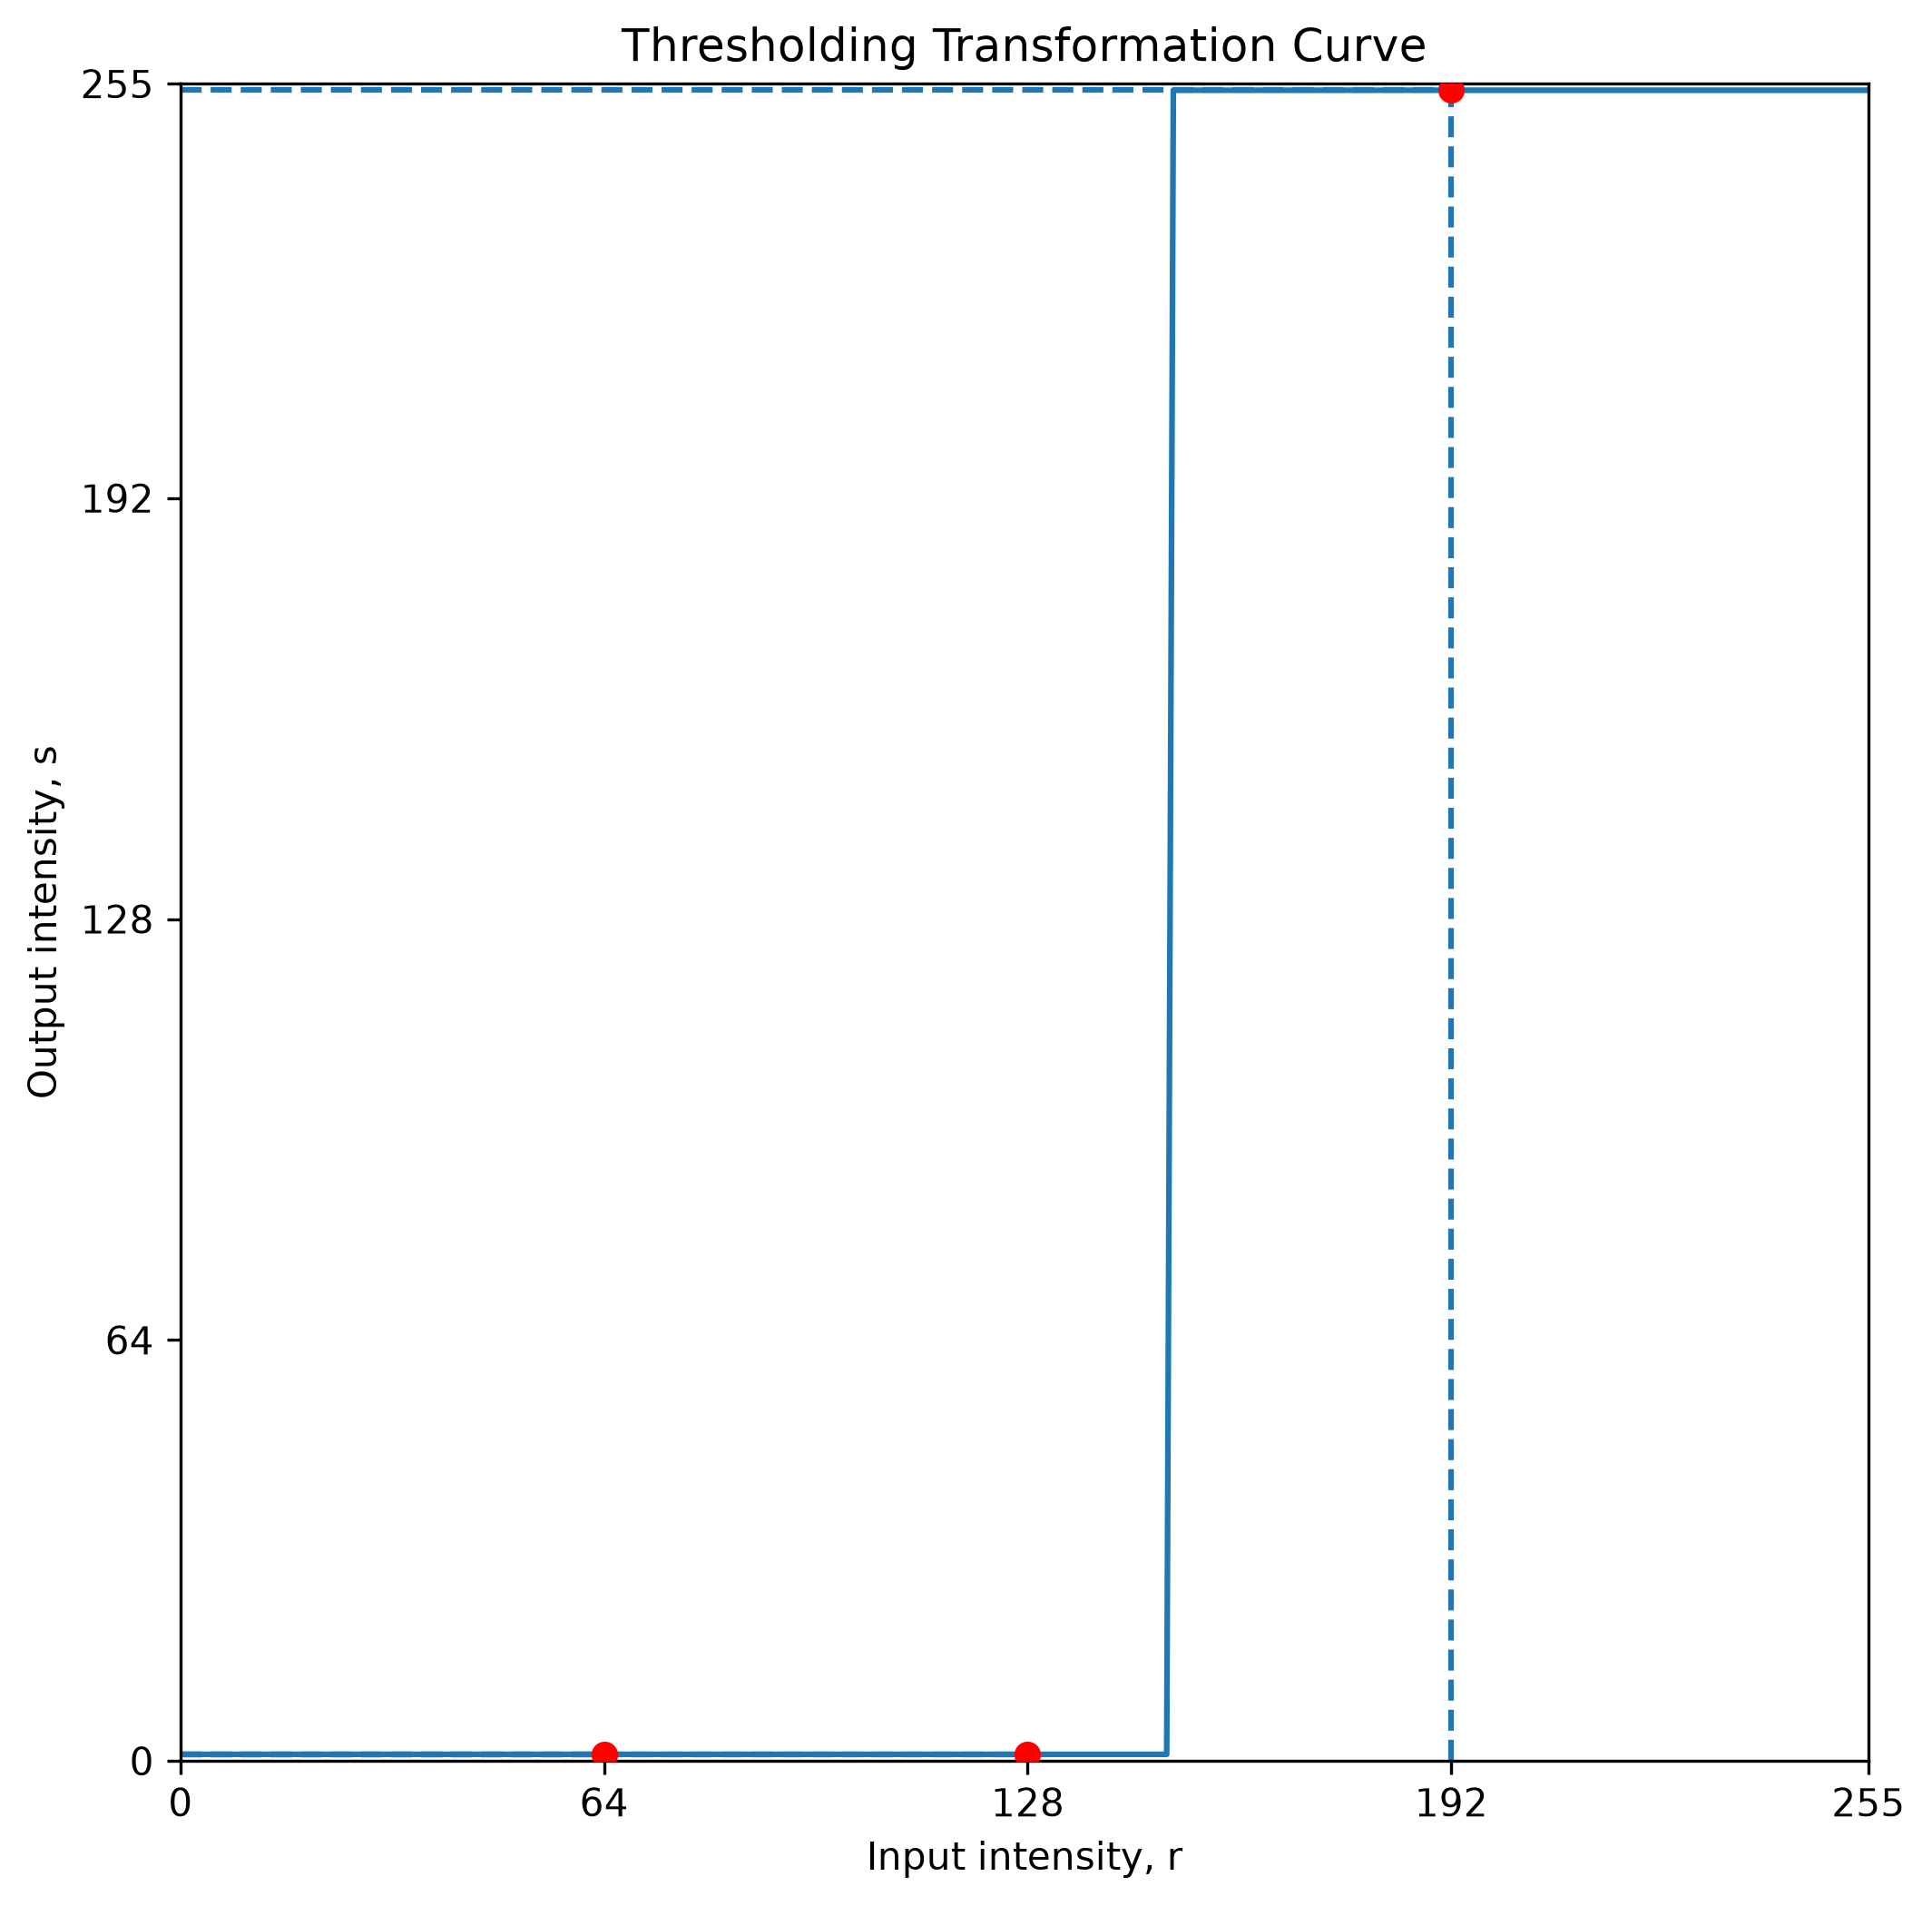 Thresholding Transformation Curve
255
192
128
64
0
Output intensity, s
0 64 128 192 255
Input intensity, r